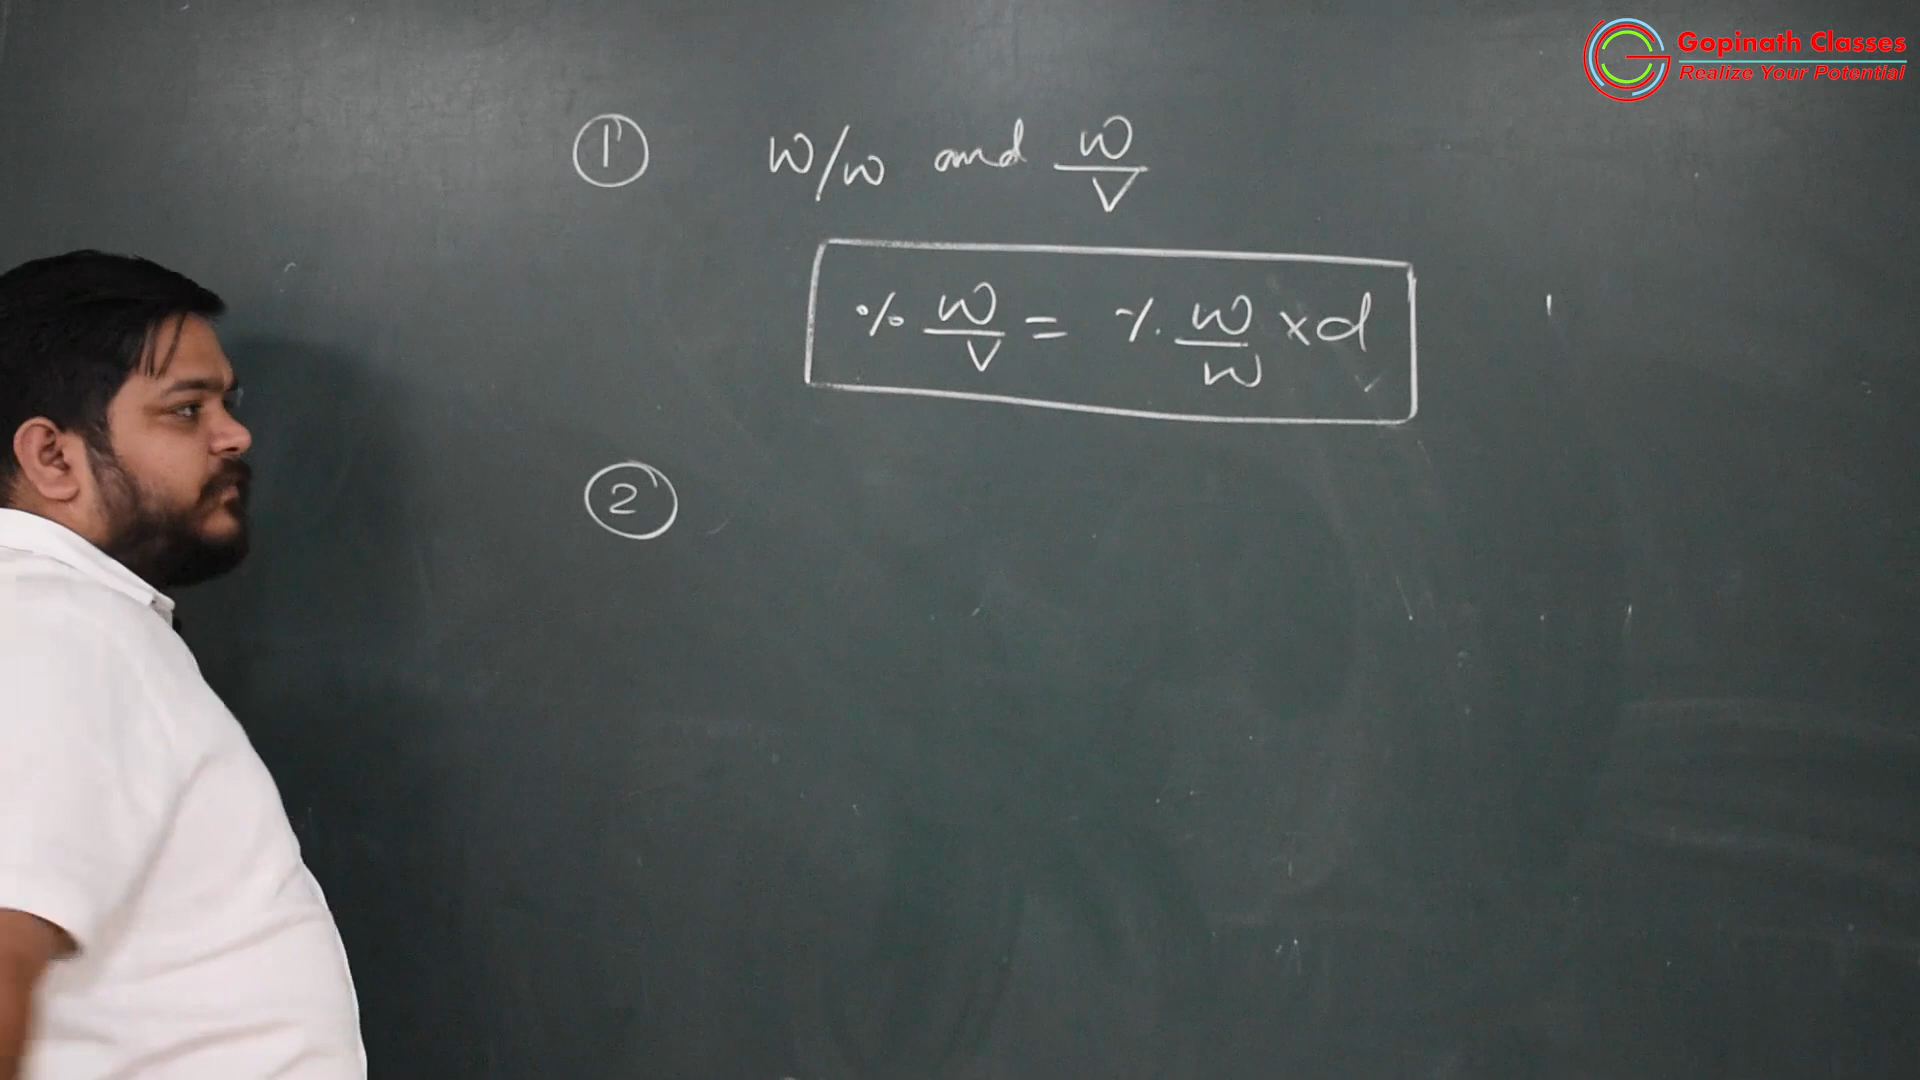 Gopinath Classes
Realize Your Potential
① w/w and w/v
% w/v = % w/w × d
②